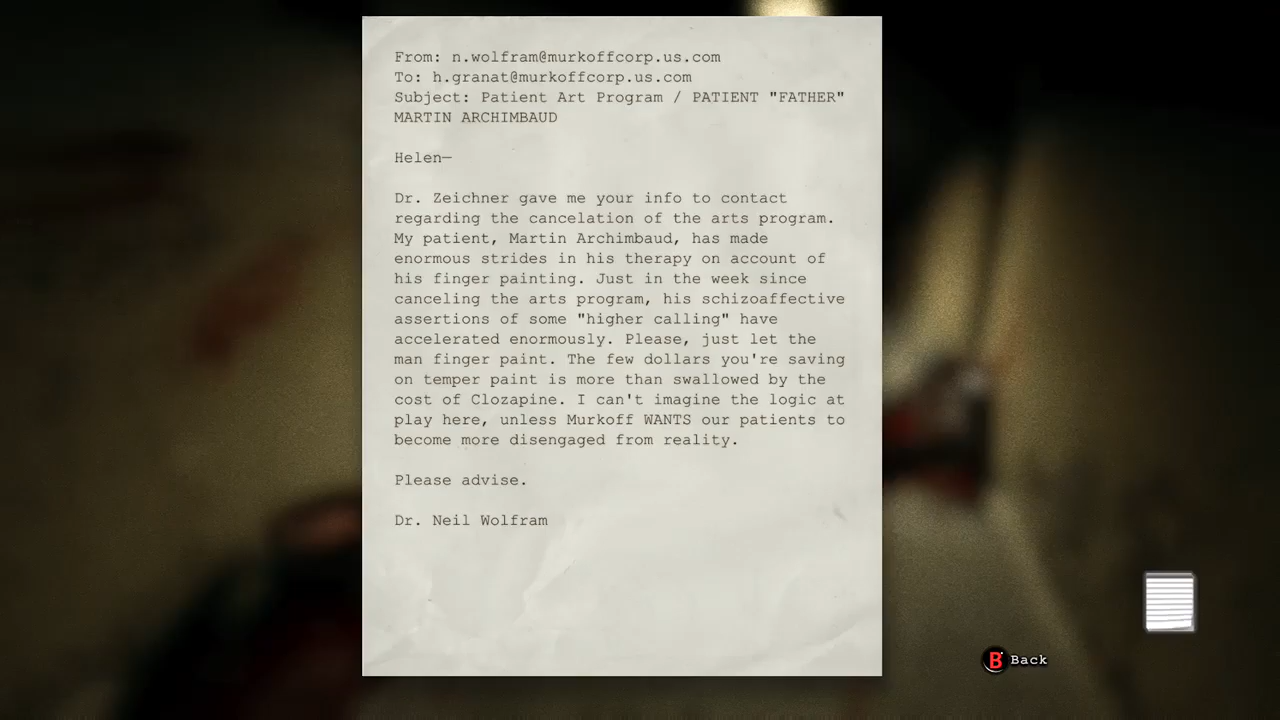 From: n.wolfram@murkoffcorp.us.com
To: h.granat@murkoffcorp.us.com
Subject: Patient Art Program / PATIENT "FATHER"
MARTIN ARCHIMBAUD
Helen—
Dr. Zeichner gave me your info to contact
regarding the cancelation of the arts program.
My patient, Martin Archimbaud, has made
enormous strides in his therapy on account of
his finger painting. Just in the week since
canceling the arts program, his schizoaffective
assertions of some "higher calling" have
accelerated enormously. Please, just let the
man finger paint. The few dollars you're saving
on temper paint is more than swallowed by the
cost of Clozapine. I can't imagine the logic at
play here, unless Murkoff WANTS our patients to
become more disengaged from reality.
Please advise.
Dr. Neil Wolfram
B Back